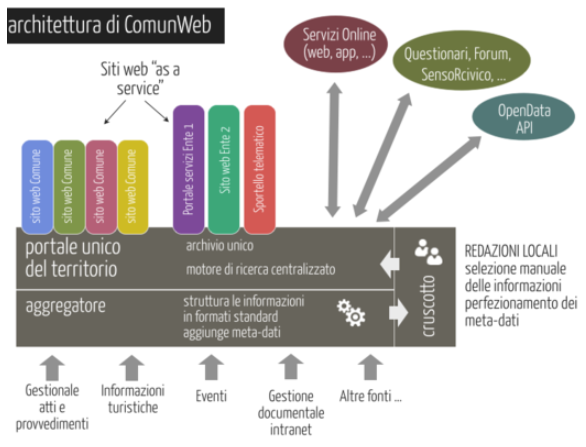 architettura di ComunWeb
Siti web "as a
service"
Servizi Online
(web, app, ...)
Questionari, Forum,
SensoRcivico, ...
OpenData
API
sito web Comune
sito web Comune
sito web Comune
sito web Comune
Portale servizi Ente 1
Sito web Ente 2
Sportello telematico
portale unico
del territorio
archivio unico
motore di ricerca centralizzato
aggregatore
struttura le informazioni
in formati standard
aggiunge meta-dati
cruscotto
REDAZIONI LOCALI
selezione manuale
delle informazioni
perfezionamento dei
meta-dati
Gestionale
atti e
provvedimenti
Informazioni
turistiche
Eventi
Gestione
documentale
intranet
Altre fonti ...